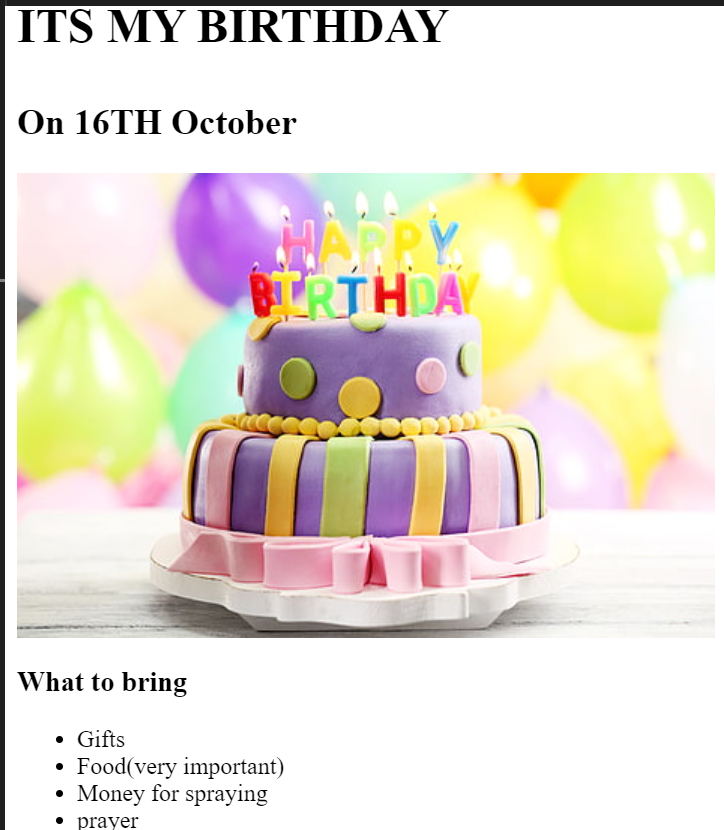 ITS MY BIRTHDAY
On 16TH October
HAPPY
BIRTHDAY
What to bring
Gifts
Food(very important)
Money for spraying
prayer